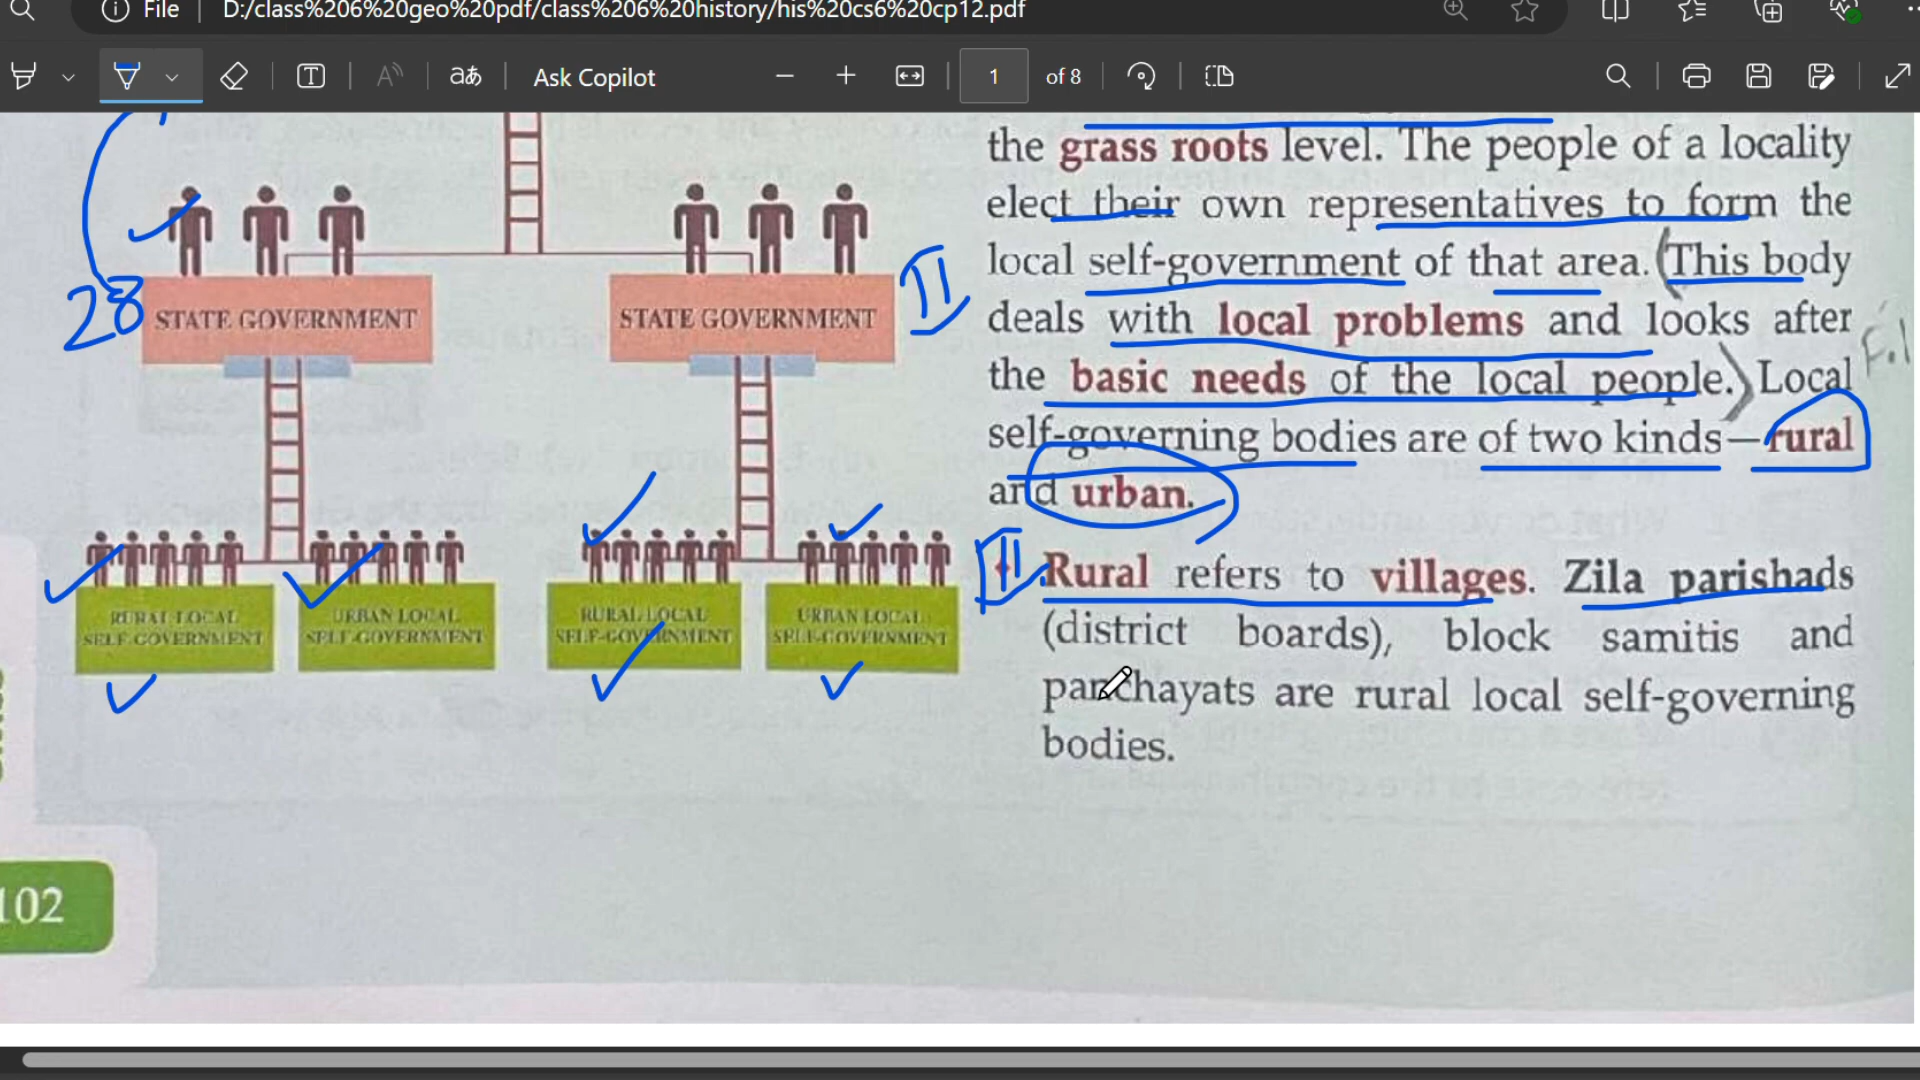 File D:/class%206%20geo%20pdf/class%206%20history/his%20cs6%20cp12.pdf
aあ Ask Copilot 1 of 8
the grass roots level. The people of a locality
elect their own representatives to form the
local self-government of that area. (This body
deals with local problems and looks after
the basic needs of the local people.) Local
self-governing bodies are of two kinds—rural
and urban.
Rural refers to villages. Zila parishads
(district boards), block samitis and
panchayats are rural local self-governing
bodies.
F.1
28
STATE GOVERNMENT
STATE GOVERNMENT
II
RURAL LOCAL
SELF-GOVERNMENT
URBAN LOCAL
SELF-GOVERNMENT
RURAL LOCAL
SELF-GOVERNMENT
URBAN LOCAL
SELF-GOVERNMENT
102